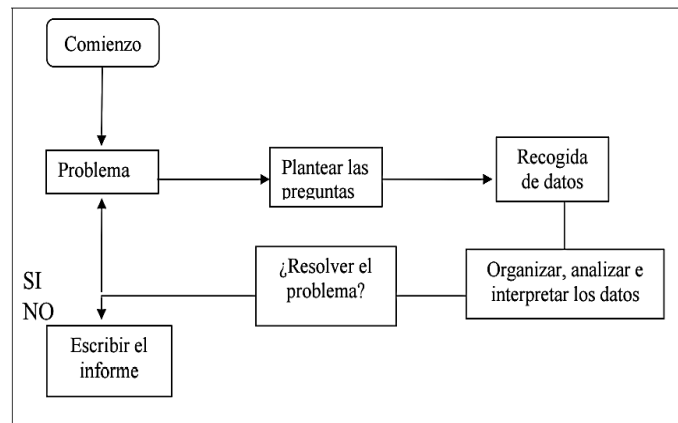 Comienzo
Problema
Plantear las
preguntas
Recogida
de datos
¿Resolver el
problema?
Organizar, analizar e
interpretar los datos
SI
NO
Escribir el
informe